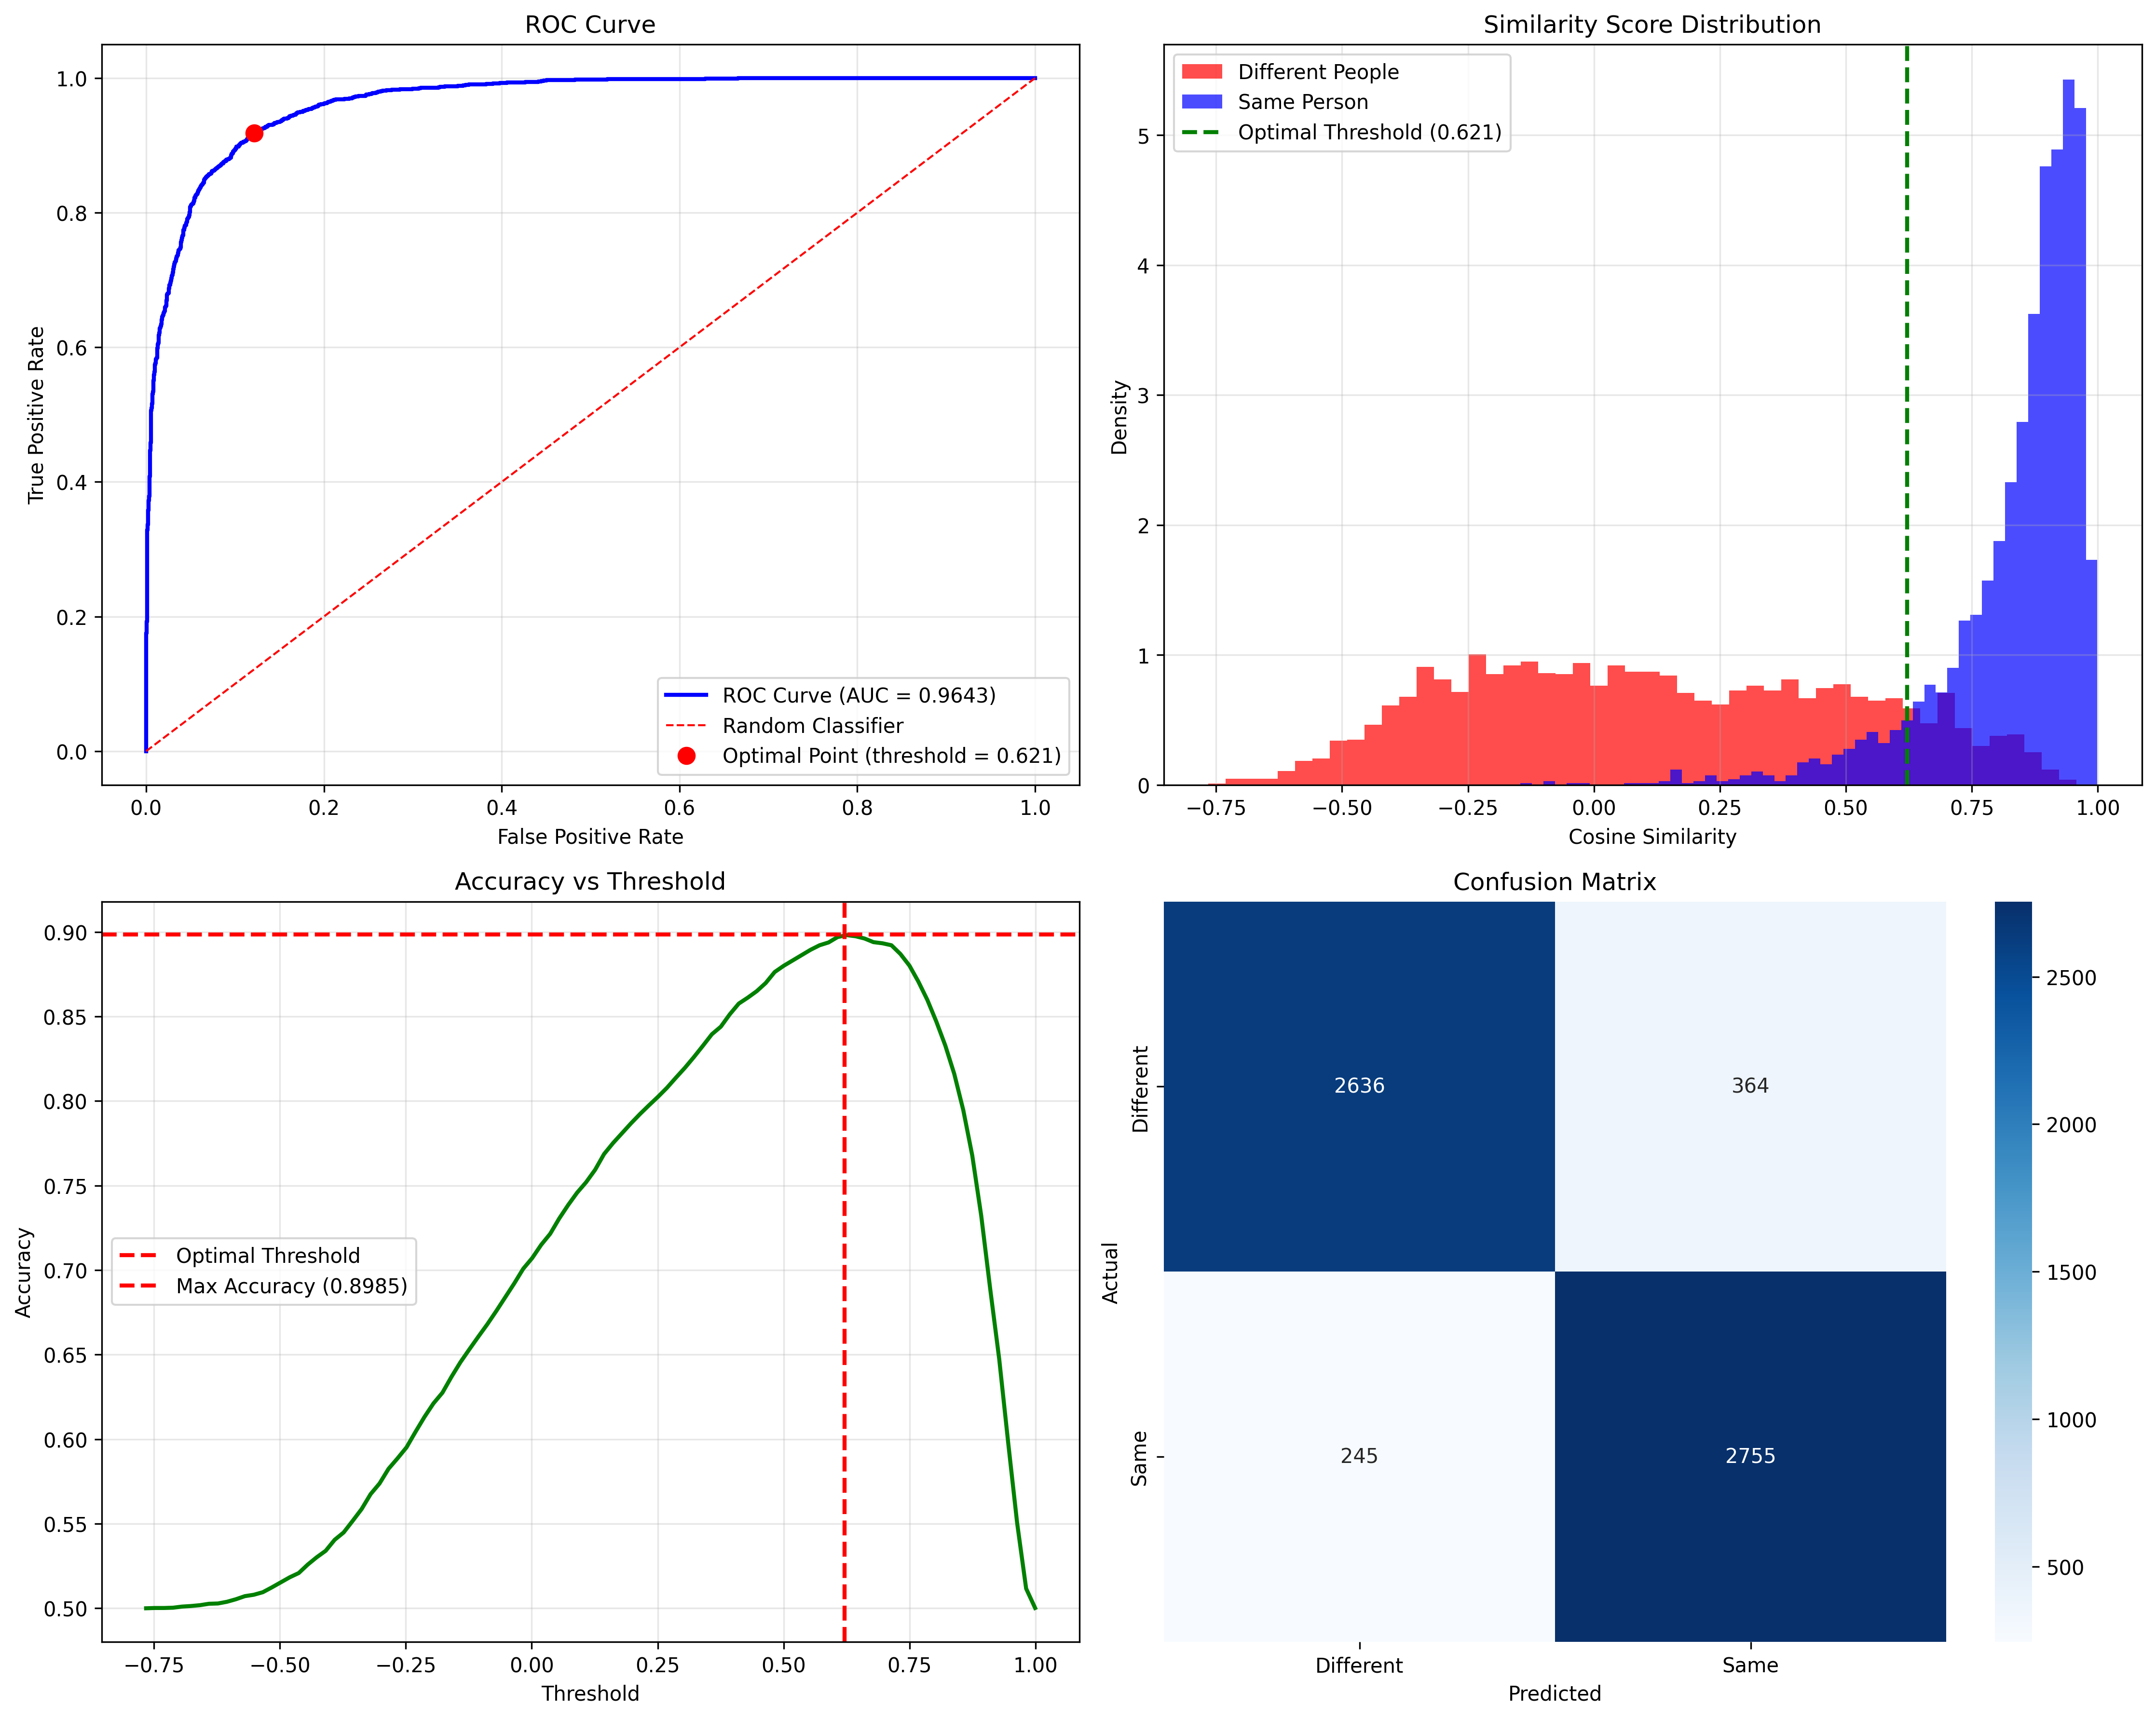 ROC Curve
1.0
0.8
0.6
0.4
0.2
0.0
True Positive Rate
ROC Curve (AUC = 0.9643)
Random Classifier
Optimal Point (threshold = 0.621)
0.0 0.2 0.4 0.6 0.8 1.0
False Positive Rate
Similarity Score Distribution
Different People
Same Person
Optimal Threshold (0.621)
5
4
3
2
1
0
Density
−0.75 −0.50 −0.25 0.00 0.25 0.50 0.75 1.00
Cosine Similarity
Accuracy vs Threshold
0.90
0.85
0.80
0.75
0.70
0.65
0.60
0.55
0.50
Accuracy
Optimal Threshold
Max Accuracy (0.8985)
−0.75 −0.50 −0.25 0.00 0.25 0.50 0.75 1.00
Threshold
Confusion Matrix
Actual
Different
2636 364
Same
245 2755
Different Same
Predicted
2500
2000
1500
1000
500